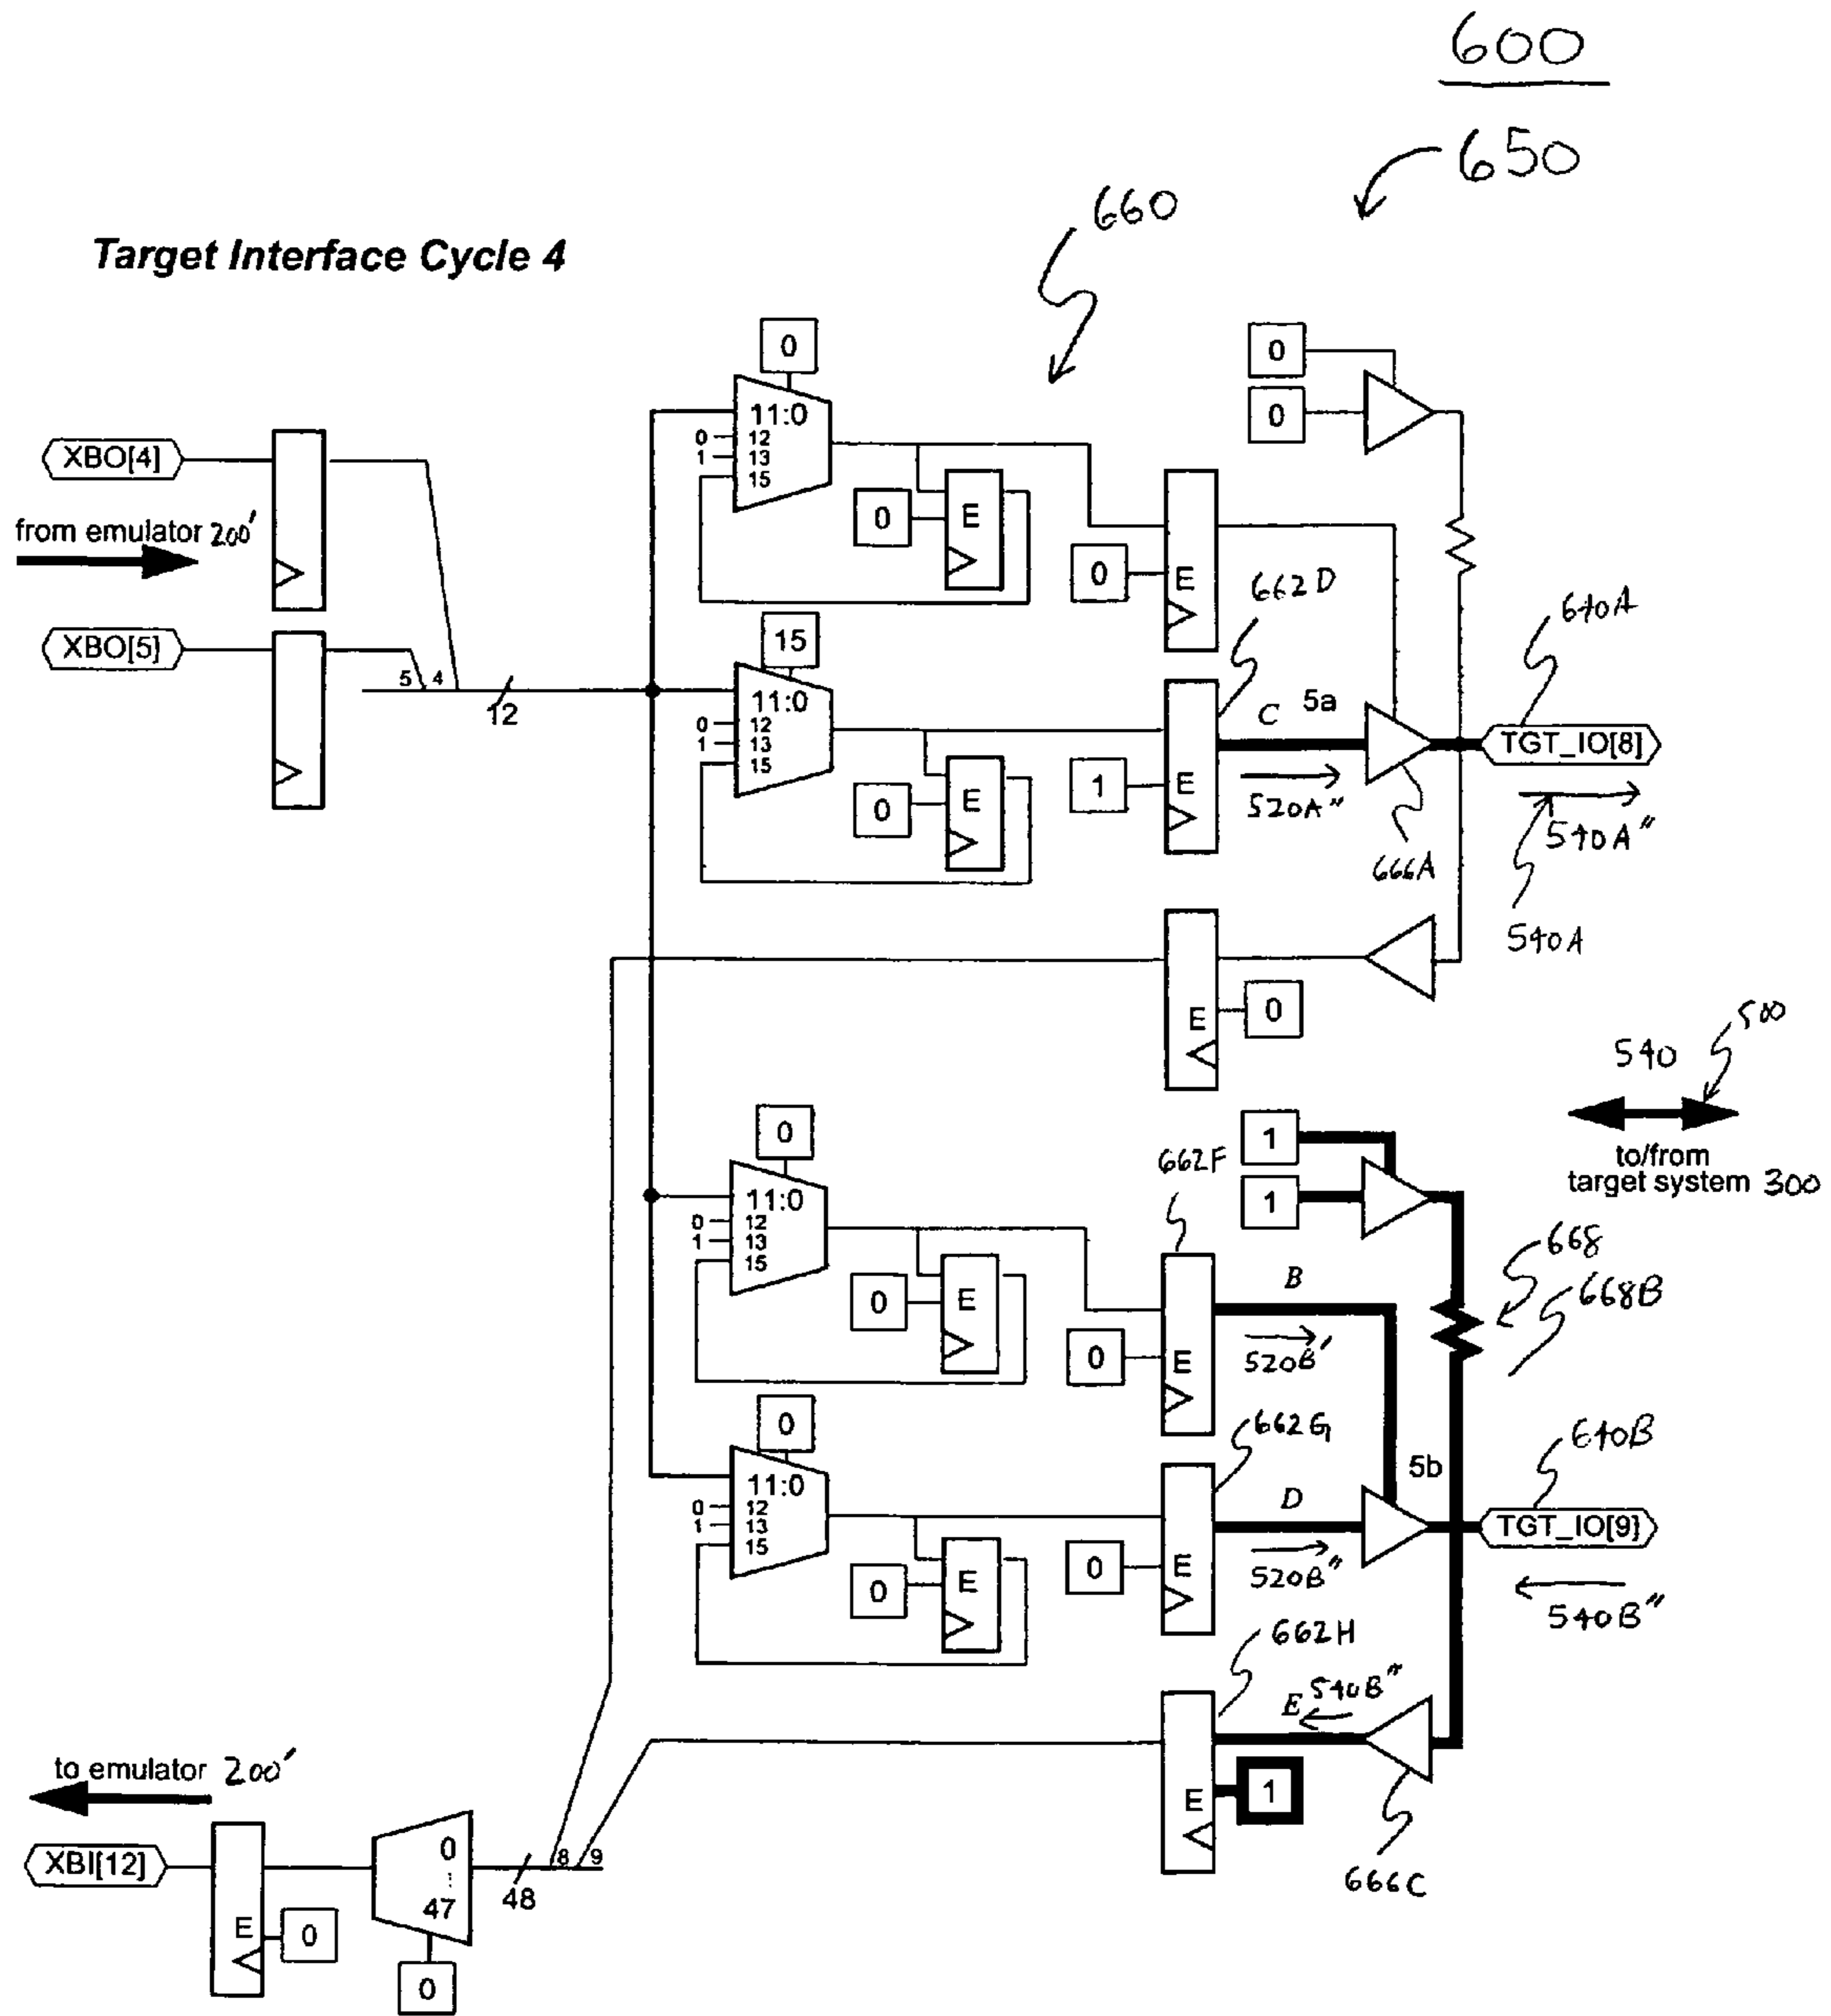 600
650
660
Target Interface Cycle 4
0
0
0
11:0
0 12
1 13
15
XBO[4]
E
0
from emulator 200'
0
E
662D
640A
XBO[5]
15
5 4
12
11:0
0 12
1 13
15
C 5a
TGT_IO[8]
1
E
520A"
0
E
540A"
666A
540A
E
0
500
540
to/from
target system 300
0
1
1
662F
11:0
0 12
1 13
15
668
668B
B
0
E
520B'
0
E
0
662G
640B
5b
11:0
0 12
1 13
15
D
TGT_IO[9]
0
E
520B"
0
E
540B"
662H
E 540B"
to emulator 200'
E
1
XBI[12]
0
47
8 9
48
666C
E
0
0